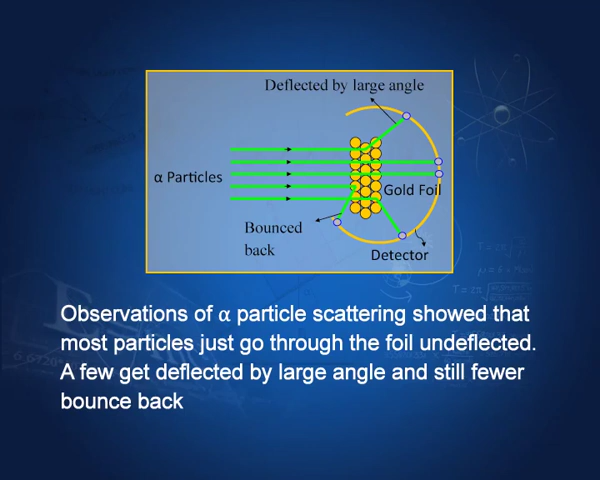 Deflected by large angle
α Particles
Gold Foil
Bounced
back
Detector
Observations of α particle scattering showed that
most particles just go through the foil undeflected.
A few get deflected by large angle and still fewer
bounce back